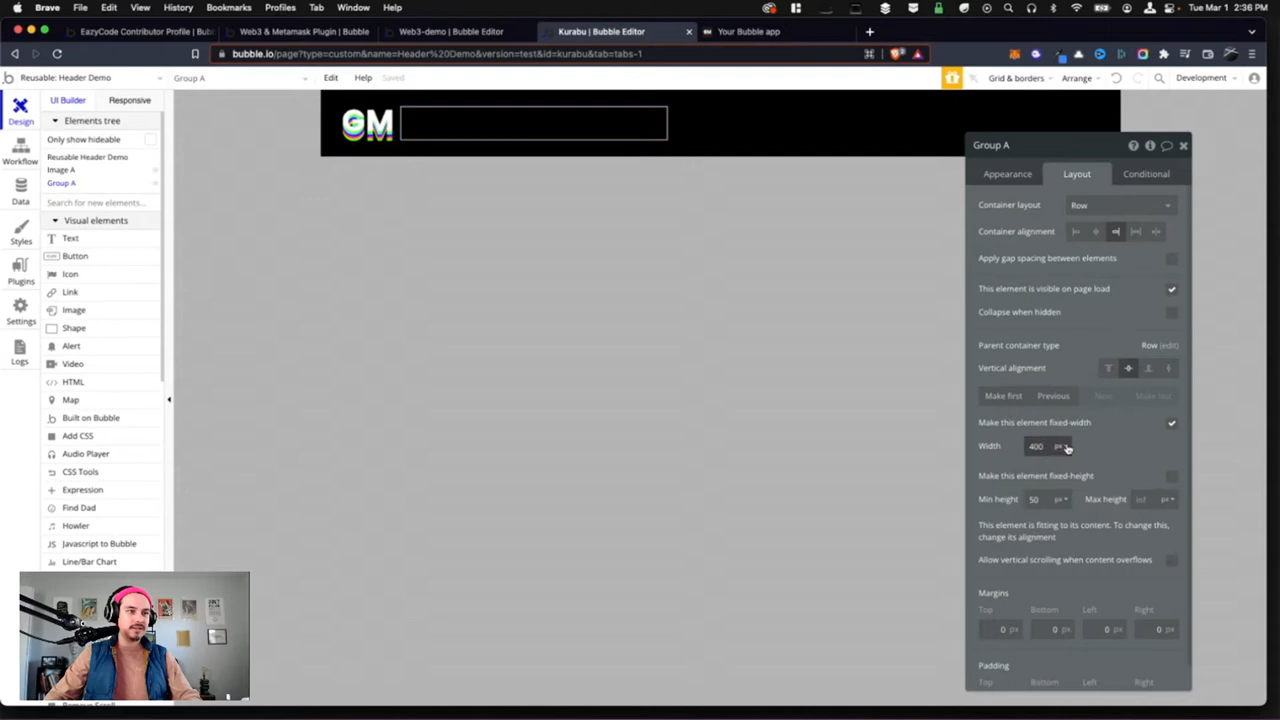 Brave File Edit View History Bookmarks Profiles Tab Window Help Tue Mar 1 2:36 PM
EazyCode Contributor Profile | Bub Web3 & Metamask Plugin | Bubble Web3-demo | Bubble Editor Kurabu | Bubble Editor × Your Bubble app +
bubble.io/page?type=custom&name=Header%20Demo&version=test&id=kurabu&tab=tabs-1
Reusable: Header Demo Group A Edit Help Saved Grid & borders Arrange Development
UI Builder Responsive
Design
Elements tree
Only show hideable
Reusable Header Demo
Image A
Group A
Search for new elements...
Visual elements
Text
Button
Icon
Link
Image
Shape
Alert
Video
HTML
Map
Built on Bubble
Add CSS
Audio Player
CSS Tools
Expression
Find Dad
Howler
Javascript to Bubble
Line/Bar Chart
Workflow
Data
Styles
Plugins
Settings
Logs
GM
Group A
Appearance Layout Conditional
Container layout Row
Container alignment
Apply gap spacing between elements
This element is visible on page load
Collapse when hidden
Parent container type Row (edit)
Vertical alignment
Make first Previous Next Make last
Make this element fixed-width
Width 400 px
Make this element fixed-height
Min height 50 px Max height inf px
This element is fitting to its content. To change this,
change its alignment
Allow vertical scrolling when content overflows
Margins
Top Bottom Left Right
0 px 0 px 0 px 0 px
Padding
Top Bottom Left Right